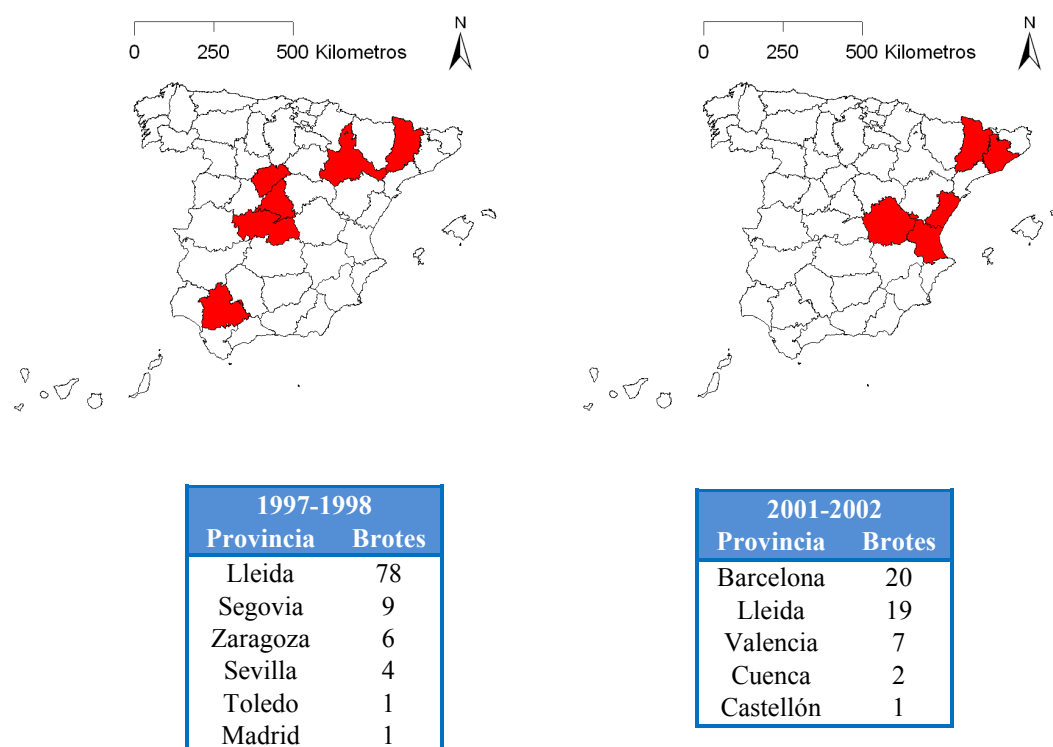 N
0 250 500 Kilometros
N
0 250 500 Kilometros
1997-1998
Provincia Brotes
Lleida 78
Segovia 9
Zaragoza 6
Sevilla 4
Toledo 1
Madrid 1
2001-2002
Provincia Brotes
Barcelona 20
Lleida 19
Valencia 7
Cuenca 2
Castellón 1